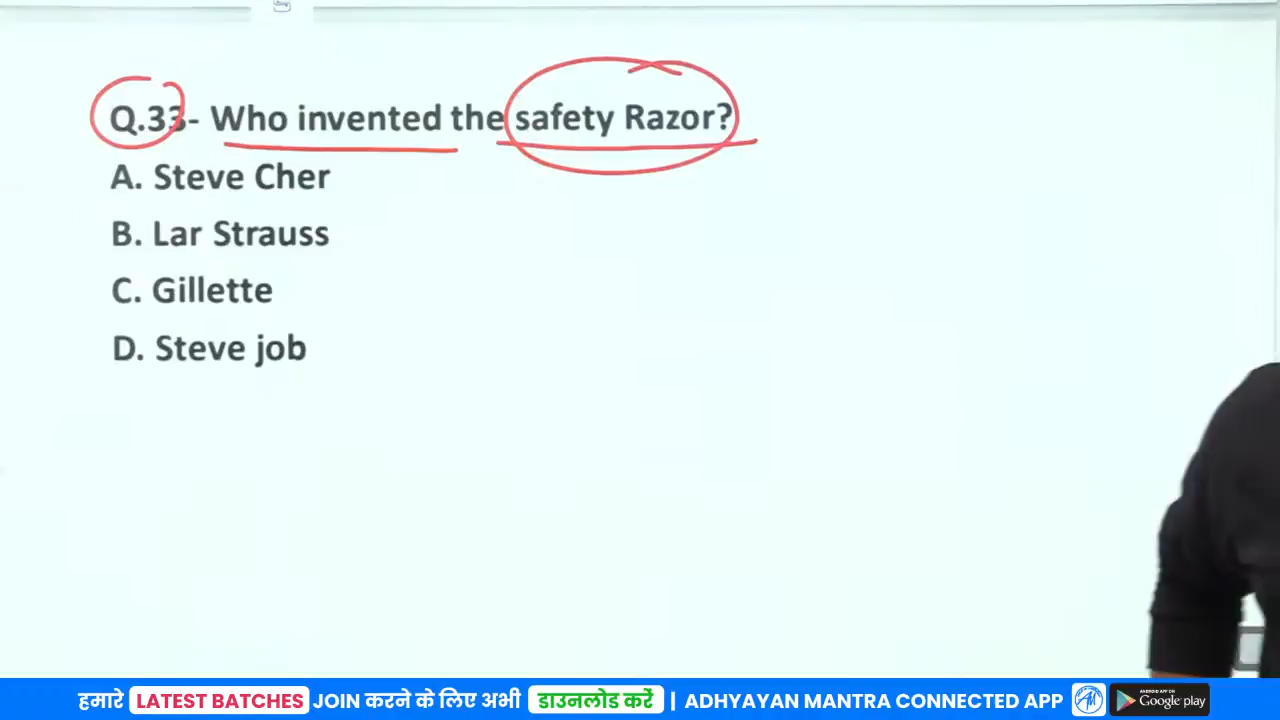 Q.33- Who invented the safety Razor?
A. Steve Cher
B. Lar Strauss
C. Gillette
D. Steve job
हमारे LATEST BATCHES JOIN करने के लिए अभी डाउनलोड करें | ADHYAYAN MANTRA CONNECTED APP AM ANDROID APP ON Google play